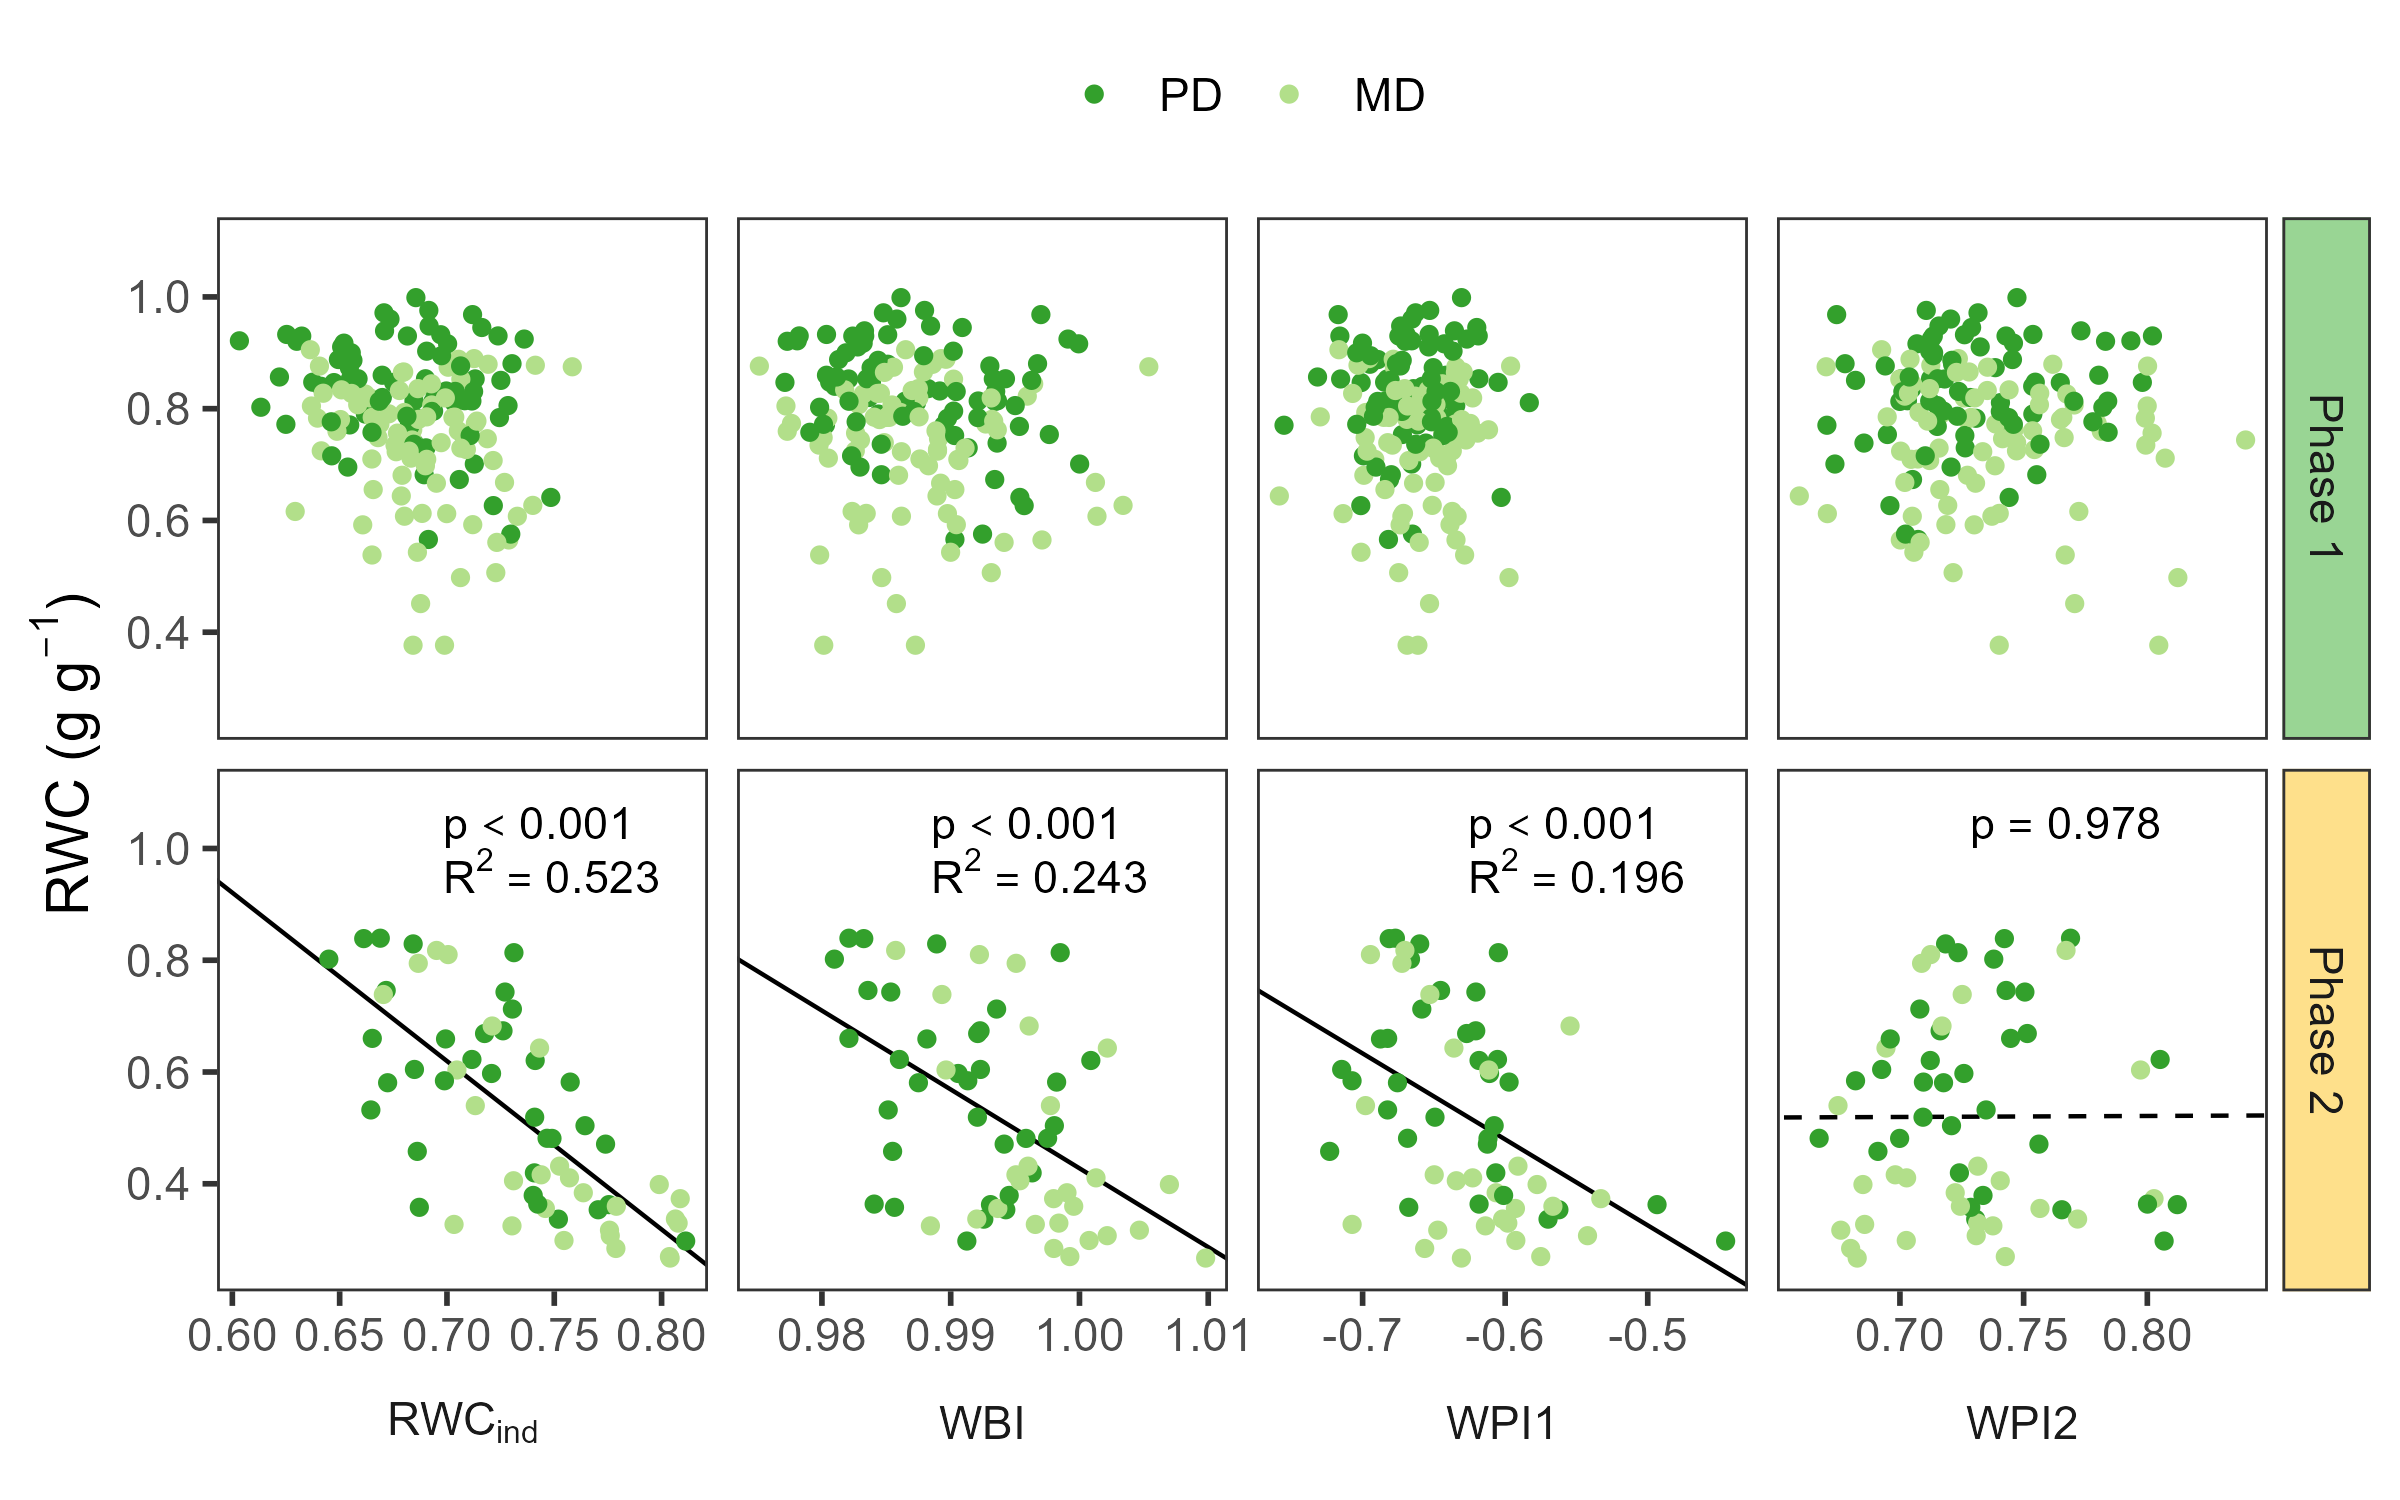 PD MD
RWC (g g⁻¹)
1.0
0.8
0.6
0.4
Phase 1
p < 0.001
R² = 0.523
p < 0.001
R² = 0.243
p < 0.001
R² = 0.196
p = 0.978
1.0
0.8
0.6
0.4
Phase 2
0.60 0.65 0.70 0.75 0.80
0.98 0.99 1.00 1.01
-0.7 -0.6 -0.5
0.70 0.75 0.80
RWCind
WBI
WPI1
WPI2